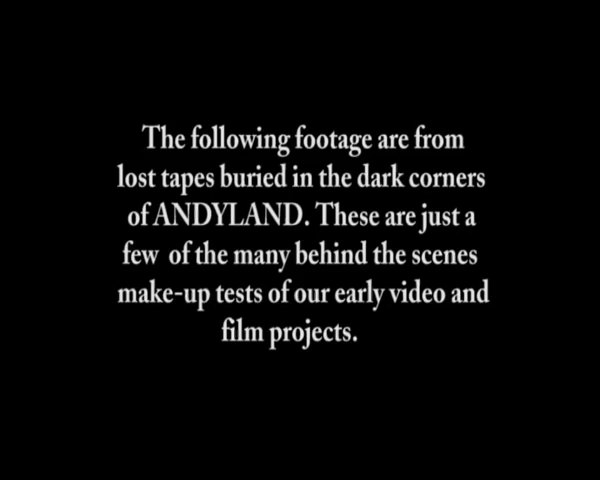 The following footage are from
lost tapes buried in the dark corners
of ANDYLAND. These are just a
few of the many behind the scenes
make-up tests of our early video and
film projects.